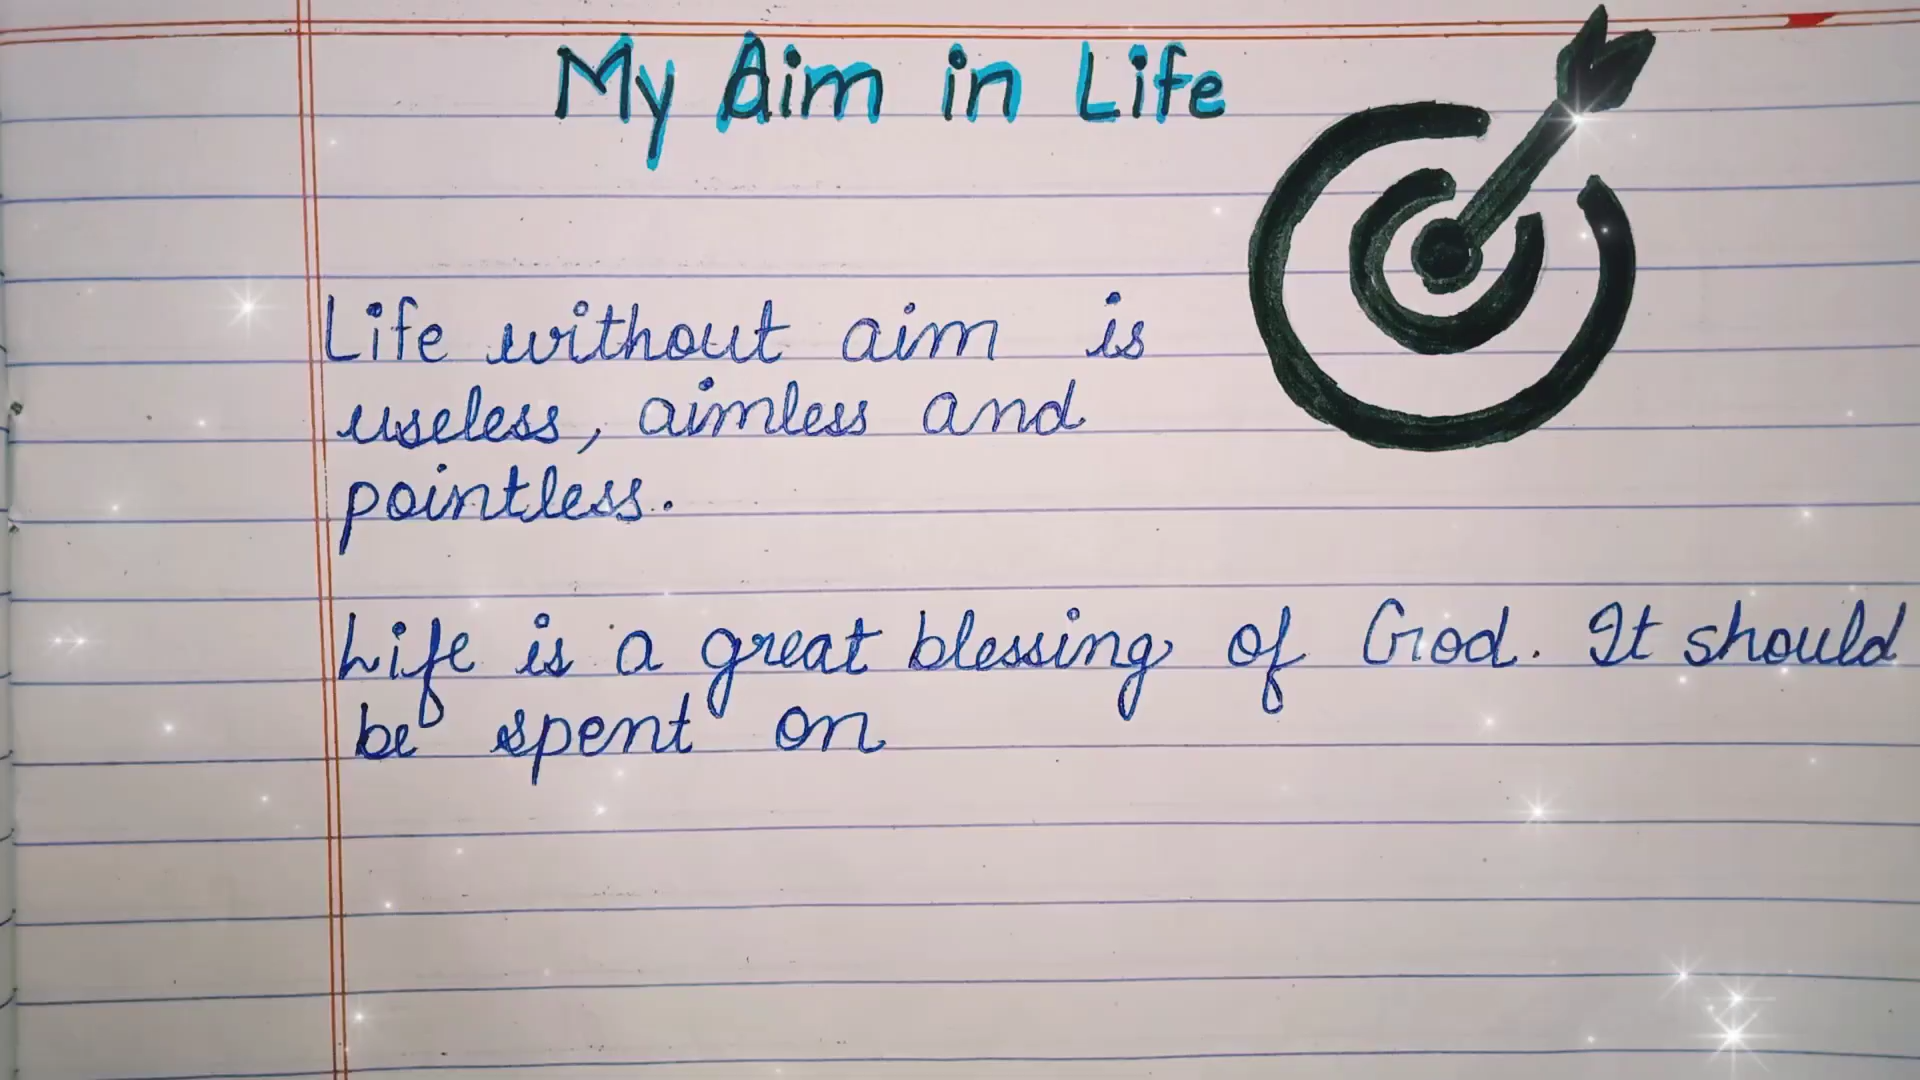 My Aim in Life
Life without aim is
useless, aimless and
pointless.
Life is a great blessing of God. It should
be spent on